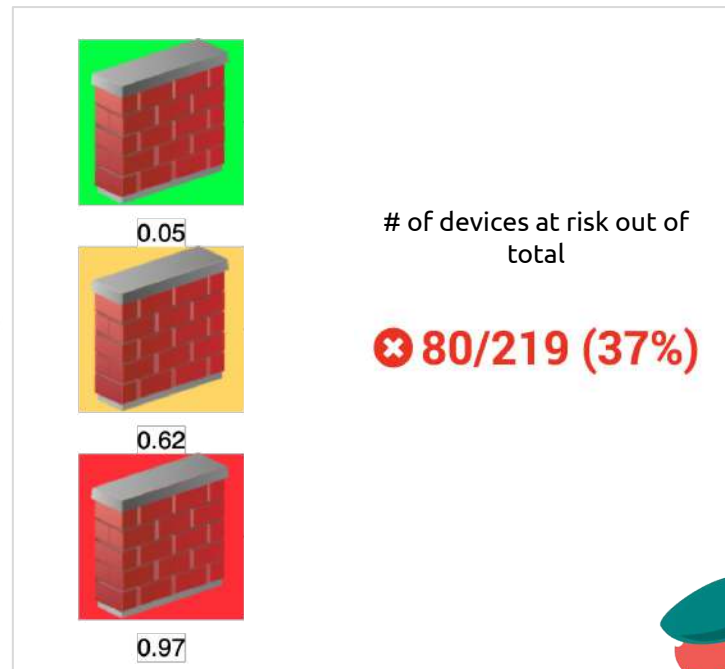 0.05
0.62
0.97
# of devices at risk out of
total
80/219 (37%)